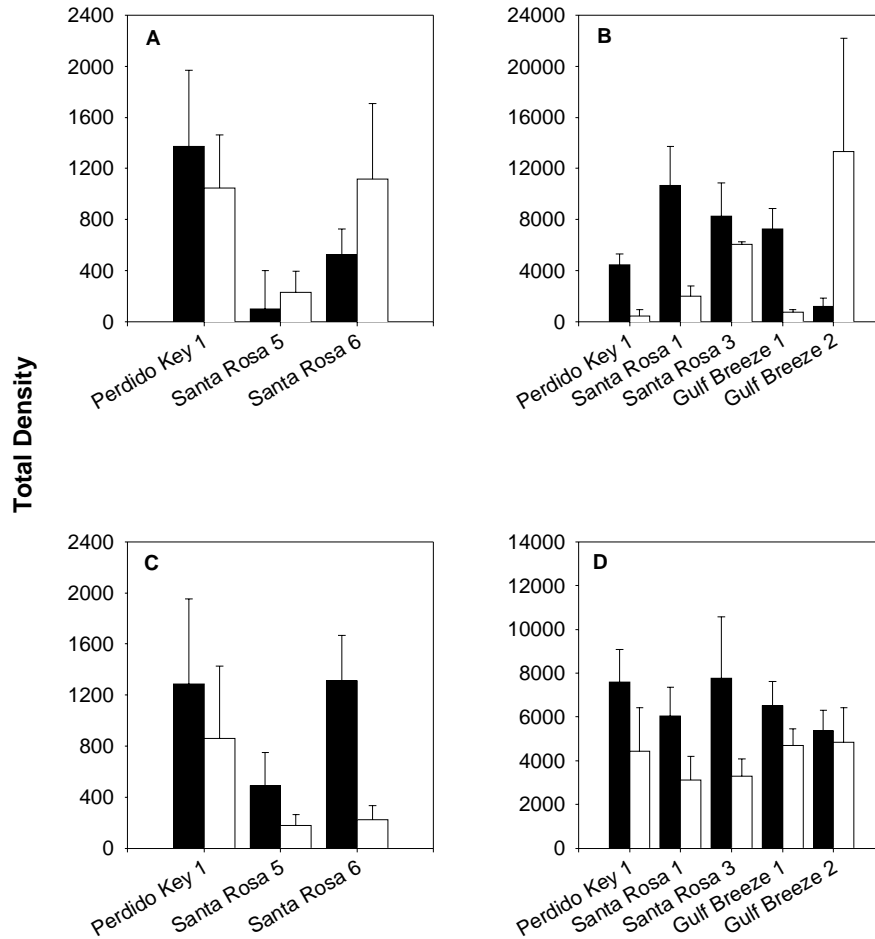 Total Density
A
2400
2000
1600
1200
800
400
0
Perdido Key 1
Santa Rosa 5
Santa Rosa 6
B
24000
20000
16000
12000
8000
4000
0
Perdido Key 1
Santa Rosa 1
Santa Rosa 3
Gulf Breeze 1
Gulf Breeze 2
C
2400
2000
1600
1200
800
400
0
Perdido Key 1
Santa Rosa 5
Santa Rosa 6
D
14000
12000
10000
8000
6000
4000
2000
0
Perdido Key 1
Santa Rosa 1
Santa Rosa 3
Gulf Breeze 1
Gulf Breeze 2